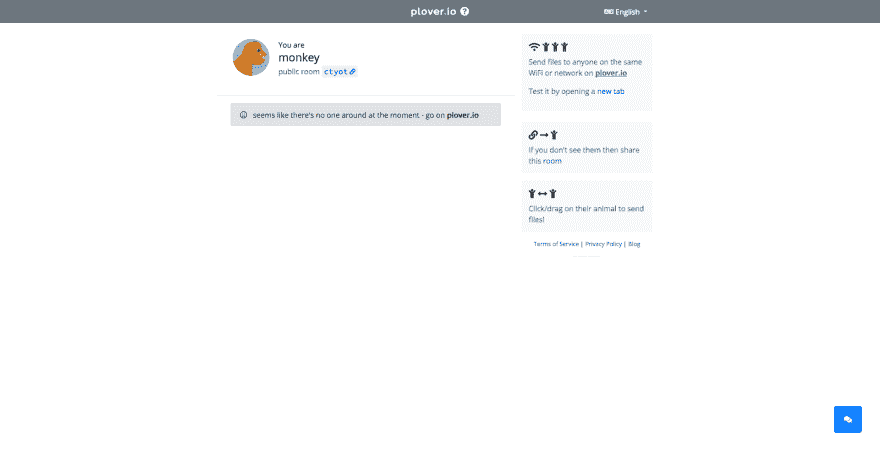 plover.io
English
You are
monkey
public room ctyot
seems like there's no one around at the moment - go on plover.io
Send files to anyone on the same
WiFi or network on plover.io
Test it by opening a new tab
If you don't see them then share
this room
Click/drag on their animal to send
files!
Terms of Service | Privacy Policy | Blog